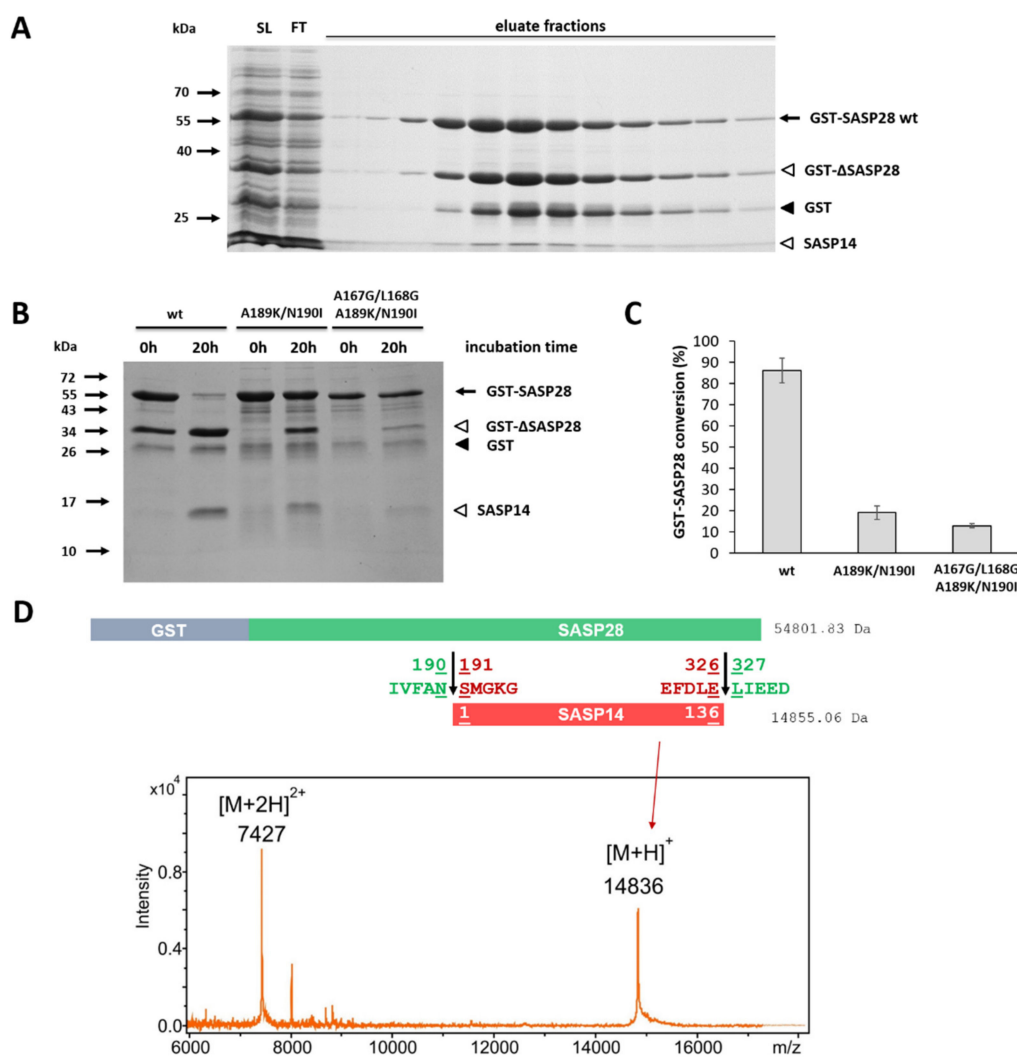 A
kDa
SL
FT
eluate fractions
70
55
40
25
GST-SASP28 wt
GST-ΔSASP28
GST
SASP14
B
wt
A189K/N190I
A167G/L168G
A189K/N190I
kDa
0h
20h
0h
20h
0h
20h
incubation time
72
55
43
34
26
17
10
GST-SASP28
GST-ΔSASP28
GST
SASP14
C
GST-SASP28 conversion (%)
100
90
80
70
60
50
40
30
20
10
0
wt
A189K/N190I
A167G/L168G
A189K/N190I
D
GST
SASP28
54801.83 Da
190
191
326
327
IVFAN
SMGKG
EFDLE
LIEED
1
SASP14
136
14855.06 Da
x10⁴
Intensity
0.8
0.4
0.0
[M+2H]²⁺
7427
[M+H]⁺
14836
6000
8000
10000
12000
14000
16000
m/z